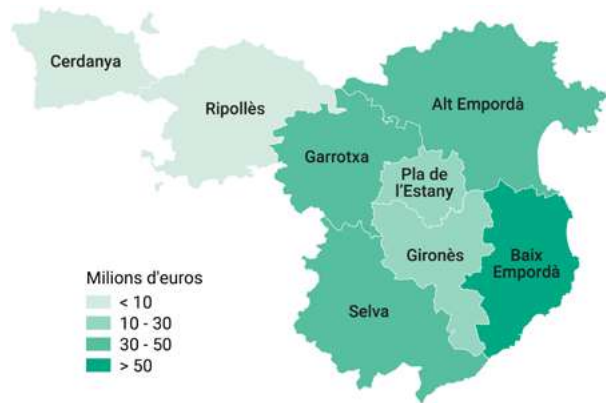 Cerdanya
Ripollès
Alt Empordà
Garrotxa
Pla de
l'Estany
Gironès
Baix
Empordà
Selva
Milions d'euros
< 10
10 - 30
30 - 50
> 50